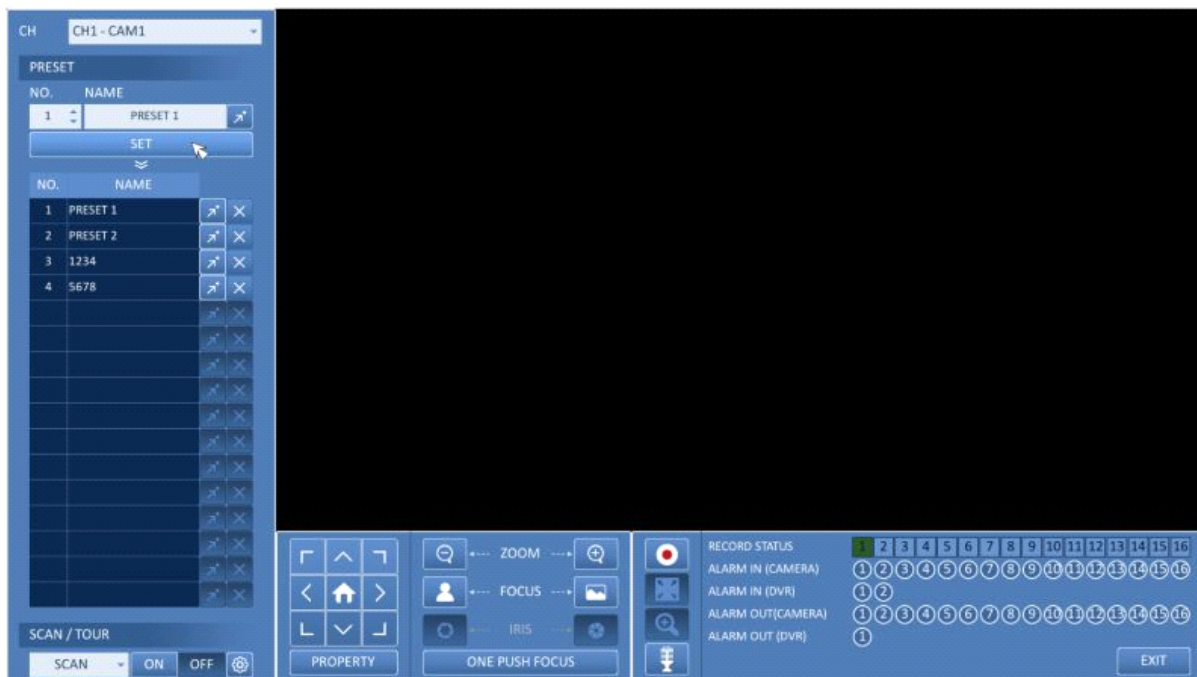 CH CH1 - CAM1
PRESET
NO. NAME
1 PRESET 1
SET
NO. NAME
1 PRESET 1
2 PRESET 2
3 1234
4 5678
SCAN / TOUR
SCAN ON OFF
PROPERTY
ZOOM
FOCUS
IRIS
ONE PUSH FOCUS
RECORD STATUS 1 2 3 4 5 6 7 8 9 10 11 12 13 14 15 16
ALARM IN (CAMERA) 1 2 3 4 5 6 7 8 9 10 11 12 13 14 15 16
ALARM IN (DVR) 1 2
ALARM OUT(CAMERA) 1 2 3 4 5 6 7 8 9 10 11 12 13 14 15 16
ALARM OUT (DVR) 1
EXIT